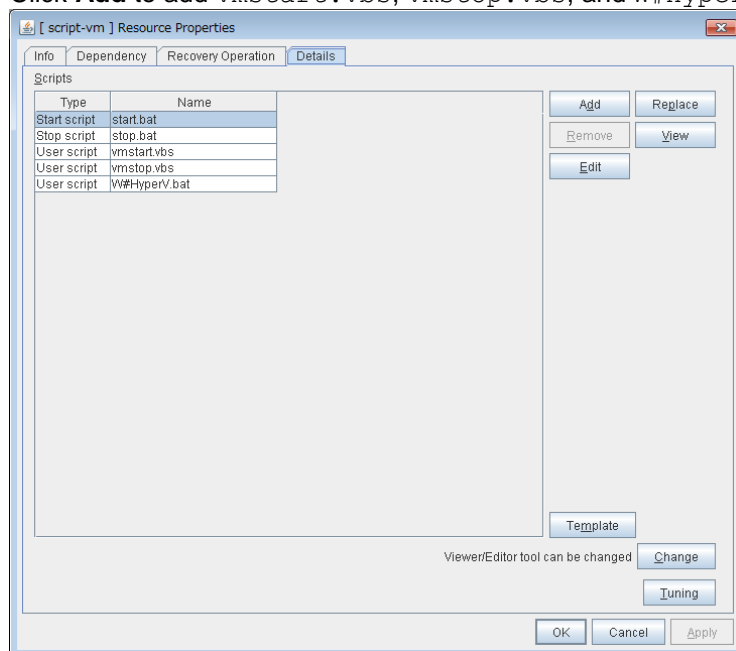 Click Add to add vmstart.vbs, vmstop.vbs, and
[ script-vm ] Resource Properties
Info Dependency Recovery Operation Details
Scripts
Type Name
Start script start.bat
Stop script stop.bat
User script vmstart.vbs
User script vmstop.vbs
User script W#HyperV.bat
Add Replace
Remove View
Edit
Template
Viewer/Editor tool can be changed Change
Tuning
OK Cancel Apply